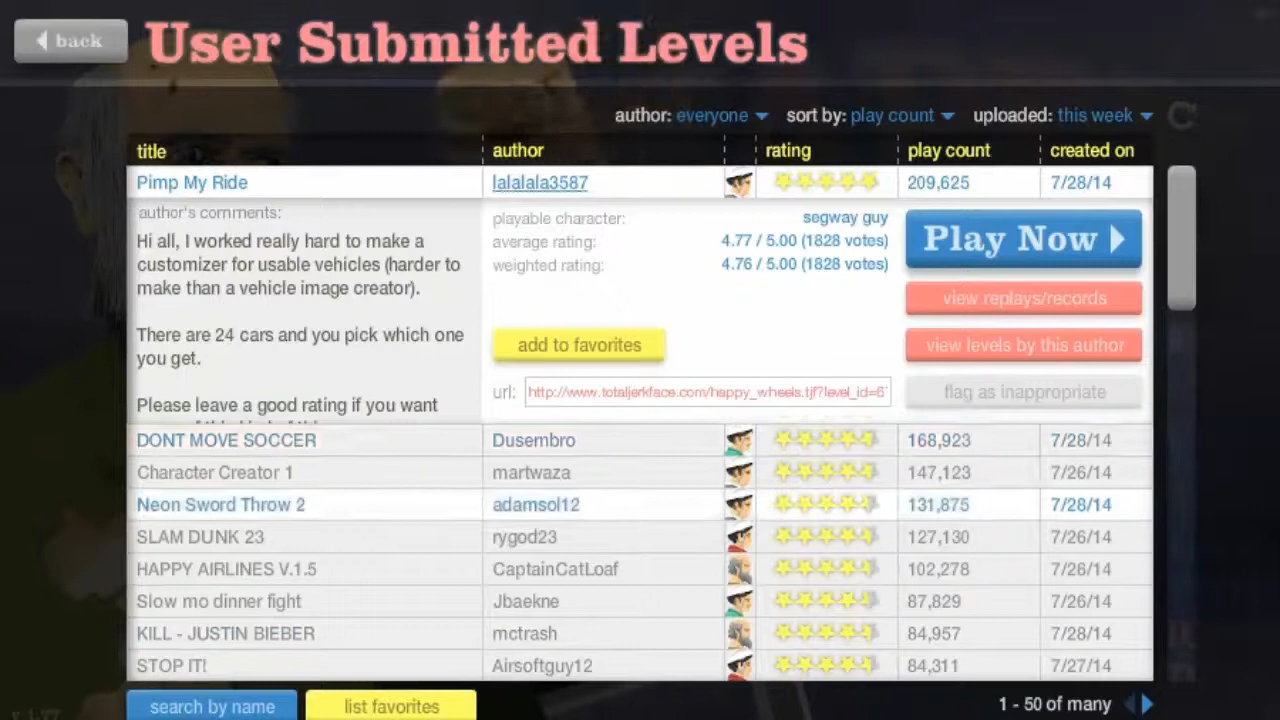 back
User Submitted Levels
author: everyone sort by: play count uploaded: this week
title author rating play count created on
Pimp My Ride lalalala3587 209,625 7/28/14
author's comments:
Hi all, I worked really hard to make a
customizer for usable vehicles (harder to
make than a vehicle image creator).
There are 24 cars and you pick which one
you get.
Please leave a good rating if you want
playable character: segway guy
average rating: 4.77 / 5.00 (1828 votes)
weighted rating: 4.76 / 5.00 (1828 votes)
add to favorites
url: http://www.totaljerkface.com/happy_wheels.tjf?level_id=6
Play Now
view replays/records
view levels by this author
flag as inappropriate
DONT MOVE SOCCER Dusembro 168,923 7/28/14
Character Creator 1 martwaza 147,123 7/26/14
Neon Sword Throw 2 adamsol12 131,875 7/28/14
SLAM DUNK 23 rygod23 127,130 7/26/14
HAPPY AIRLINES V.1.5 CaptainCatLoaf 102,278 7/26/14
Slow mo dinner fight Jbaekne 87,829 7/26/14
KILL - JUSTIN BIEBER mctrash 84,957 7/28/14
STOP IT! Airsoftguy12 84,311 7/27/14
search by name list favorites 1 - 50 of many